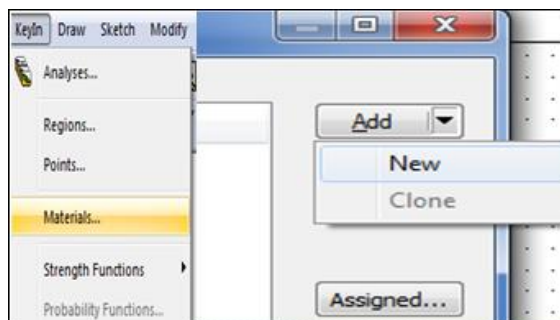 KeyIn Draw Sketch Modify
Analyses...
Regions...
Points...
Materials...
Strength Functions
Probability Functions...
Add
New
Clone
Assigned...